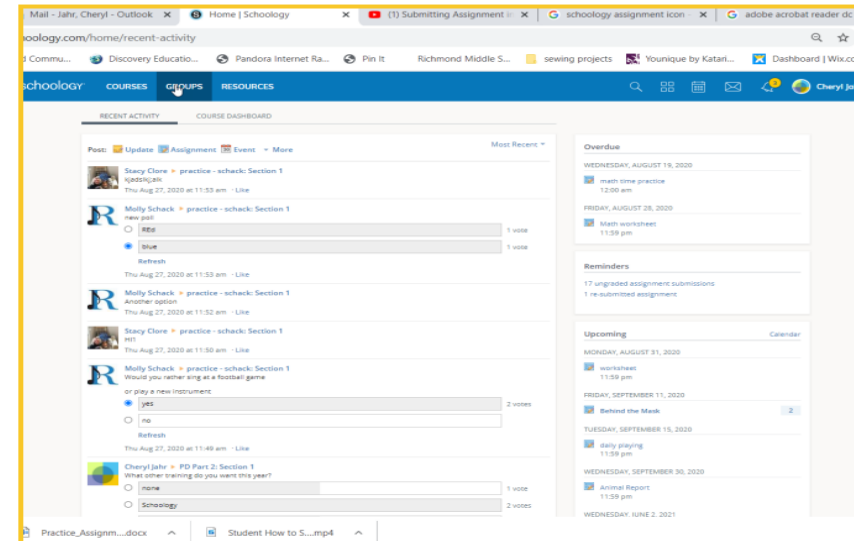 Mail - Jahr, Cheryl - Outlook
Home | Schoology
(1) Submitting Assignment i
schoology assignment icon -
adobe acrobat reader dc
oology.com/home/recent-activity
d Commu...
Discovery Educatio...
Pandora Internet Ra...
Pin It
Richmond Middle S...
sewing projects
Younique by Katari...
Dashboard | Wix.co
schoology
COURSES
GROUPS
RESOURCES
3
Cheryl Ja
RECENT ACTIVITY
COURSE DASHBOARD
Post: Update Assignment Event More
Most Recent
Stacy Clore ▸ practice - schack: Section 1
Thu Aug 27, 2020 at 11:53 am · Like
Molly Schack ▸ practice - schack: Section 1
new poll
REd
1 vote
blue
1 vote
Refresh
Thu Aug 27, 2020 at 11:53 am · Like
Molly Schack ▸ practice - schack: Section 1
Another option
Thu Aug 27, 2020 at 11:52 am · Like
Stacy Clore ▸ practice - schack: Section 1
Thu Aug 27, 2020 at 11:50 am · Like
Molly Schack ▸ practice - schack: Section 1
Would you rather sing at a football game
or play a new instrument
yes
2 votes
no
Refresh
Thu Aug 27, 2020 at 11:49 am · Like
Cheryl Jahr ▸ PD Part 2: Section 1
What other training do you want this year?
none
1 vote
Schoology
2 votes
Overdue
WEDNESDAY, AUGUST 19, 2020
math time practice
12:00 am
FRIDAY, AUGUST 28, 2020
Math worksheet
11:59 pm
Reminders
17 ungraded assignment submissions
1 re-submitted assignment
Upcoming
Calendar
MONDAY, AUGUST 31, 2020
worksheet
11:59 pm
FRIDAY, SEPTEMBER 11, 2020
Behind the Mask
2
TUESDAY, SEPTEMBER 15, 2020
daily playing
11:59 pm
WEDNESDAY, SEPTEMBER 30, 2020
Animal Report
11:59 pm
WEDNESDAY, JUNE 2, 2021
Practice_Assignm....docx
Student How to S....mp4